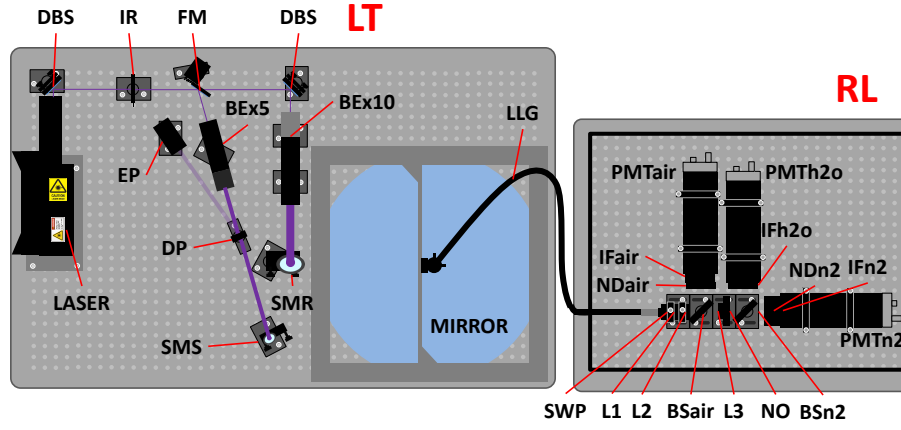 DBS IR FM LT DBS
BEx5
BEx10
LLG
RL
EP
PMTair
PMTh2o
DP
IFair
NDair
IFh2o
NDn2
IFn2
LASER
SMR
SMS
MIRROR
PMTn2
SWP L1 L2 BSair L3 NO BSn2